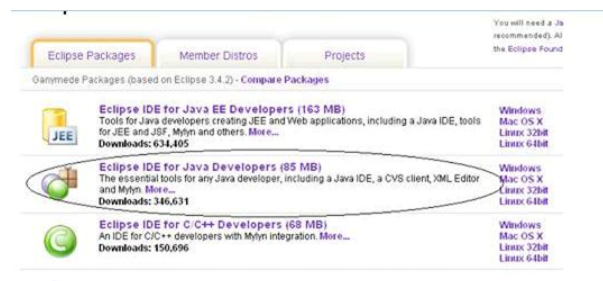 You will need a Ja
recommended). Al
the Eclipse Found
Eclipse Packages
Member Distros
Projects
Ganymede Packages (based on Eclipse 3.4.2) - Compare Packages
JEE
Eclipse IDE for Java EE Developers (163 MB)
Tools for Java developers creating JEE and Web applications, including a Java IDE, tools
for JEE and JSF, Mylyn and others. More...
Downloads: 634,405
Windows
Mac OS X
Linux 32bit
Linux 64bit
Eclipse IDE for Java Developers (85 MB)
The essential tools for any Java developer, including a Java IDE, a CVS client, XML Editor
and Mylyn. More...
Downloads: 346,631
Windows
Mac OS X
Linux 32bit
Linux 64bit
Eclipse IDE for C/C++ Developers (68 MB)
An IDE for C/C++ developers with Mylyn integration. More...
Downloads: 150,696
Windows
Mac OS X
Linux 32bit
Linux 64bit